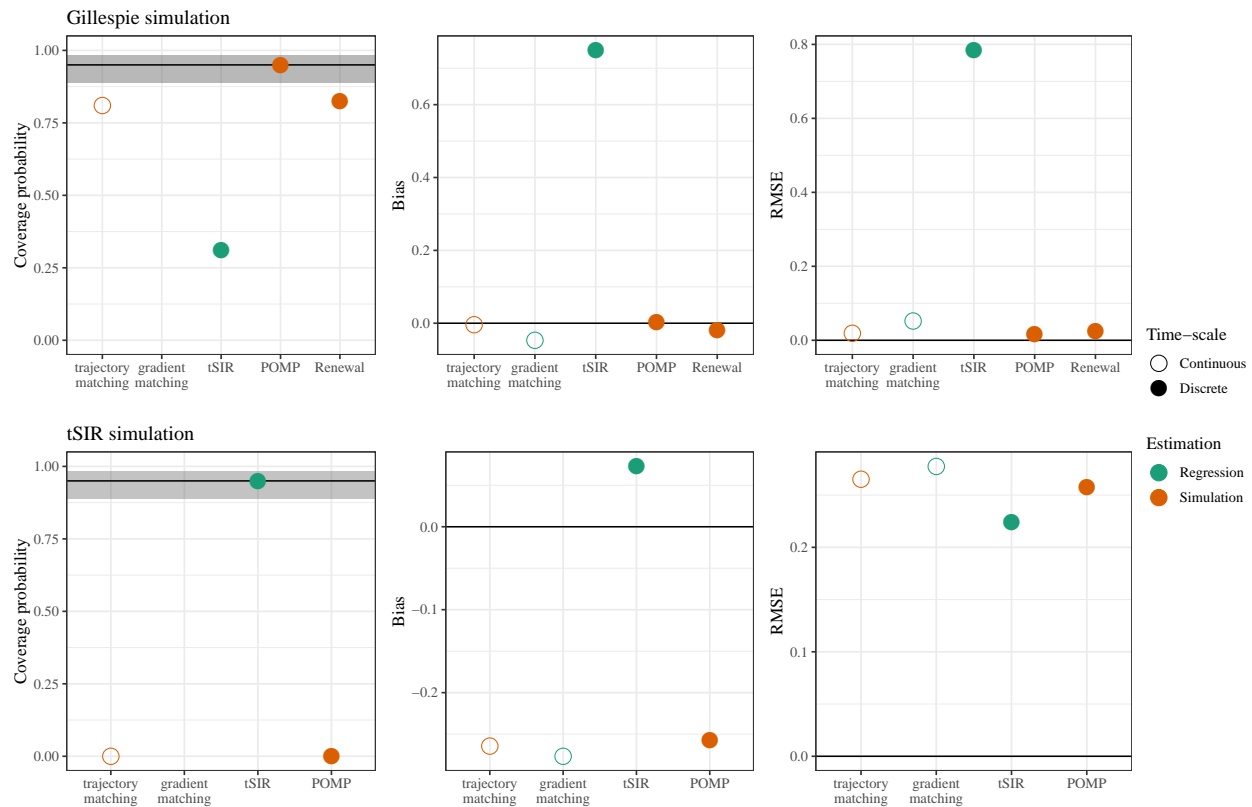 Gillespie simulation
Coverage probability
1.00
0.75
0.50
0.25
0.00
trajectory
matching
gradient
matching
tSIR
POMP
Renewal
Bias
0.6
0.4
0.2
0.0
trajectory
matching
gradient
matching
tSIR
POMP
Renewal
RMSE
0.8
0.6
0.4
0.2
0.0
trajectory
matching
gradient
matching
tSIR
POMP
Renewal
Time−scale
Continuous
Discrete
Estimation
Regression
Simulation
tSIR simulation
Coverage probability
1.00
0.75
0.50
0.25
0.00
trajectory
matching
gradient
matching
tSIR
POMP
Bias
0.0
−0.1
−0.2
trajectory
matching
gradient
matching
tSIR
POMP
RMSE
0.2
0.1
0.0
trajectory
matching
gradient
matching
tSIR
POMP